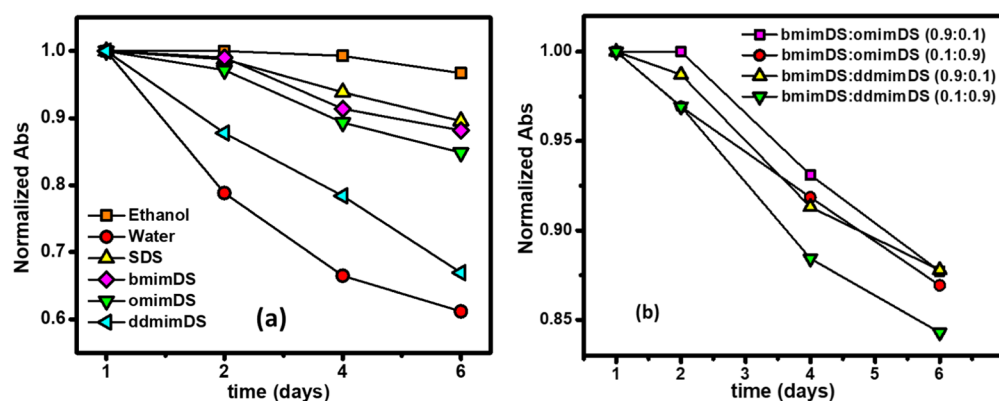 1.0
0.9
0.8
0.7
0.6
Normalized Abs
Ethanol
Water
SDS
bmimDS
omimDS
ddmimDS
(a)
1
2
4
6
time (days)
1.00
0.95
0.90
0.85
Normalized Abs
bmimDS:omimDS (0.9:0.1)
bmimDS:omimDS (0.1:0.9)
bmimDS:ddmimDS (0.9:0.1)
bmimDS:ddmimDS (0.1:0.9)
(b)
1
2
3
4
5
6
time (days)